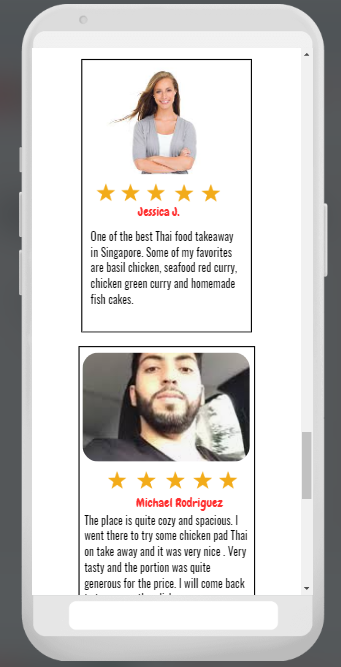 Jessica J.
One of the best Thai food takeaway
in Singapore. Some of my favorites
are basil chicken, seafood red curry,
chicken green curry and homemade
fish cakes.
Michael Rodriguez
The place is quite cozy and spacious. I
went there to try some chicken pad Thai
on take away and it was very nice . Very
tasty and the portion was quite
generous for the price. I will come back